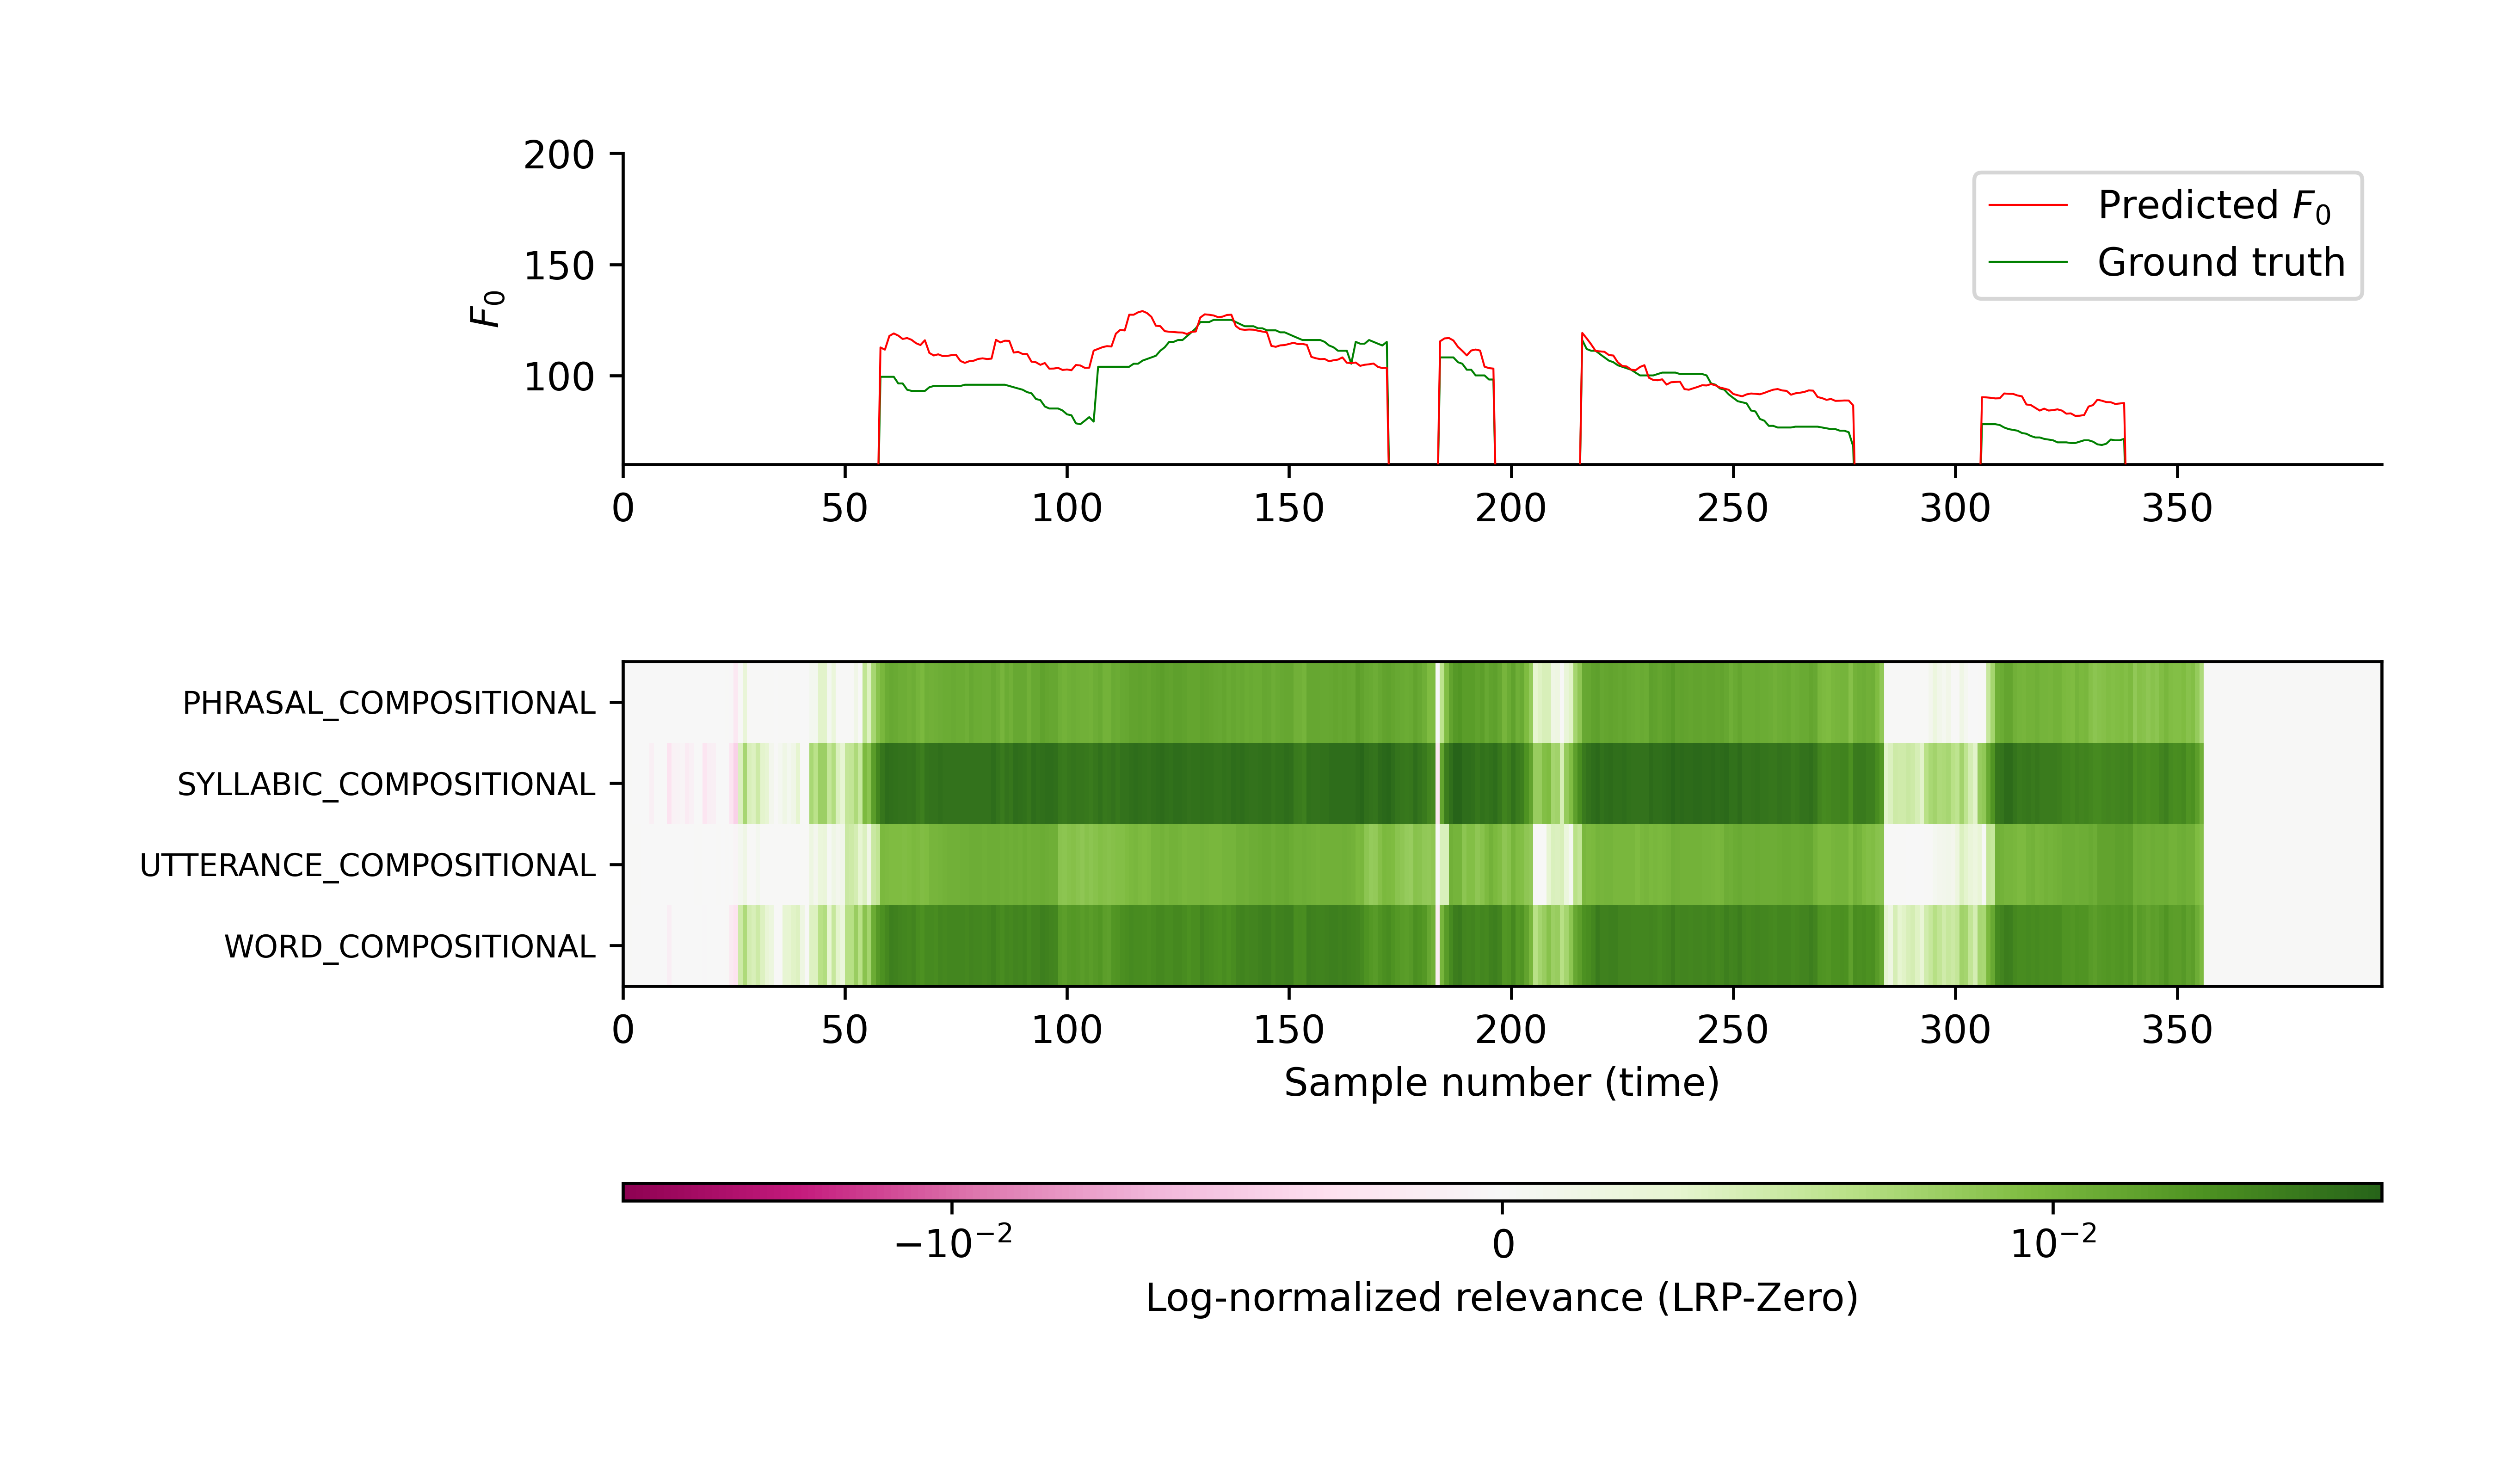 200
150
100
F0
Predicted F0
Ground truth
0 50 100 150 200 250 300 350
PHRASAL_COMPOSITIONAL
SYLLABIC_COMPOSITIONAL
UTTERANCE_COMPOSITIONAL
WORD_COMPOSITIONAL
0 50 100 150 200 250 300 350
Sample number (time)
−10⁻² 0 10⁻²
Log-normalized relevance (LRP-Zero)